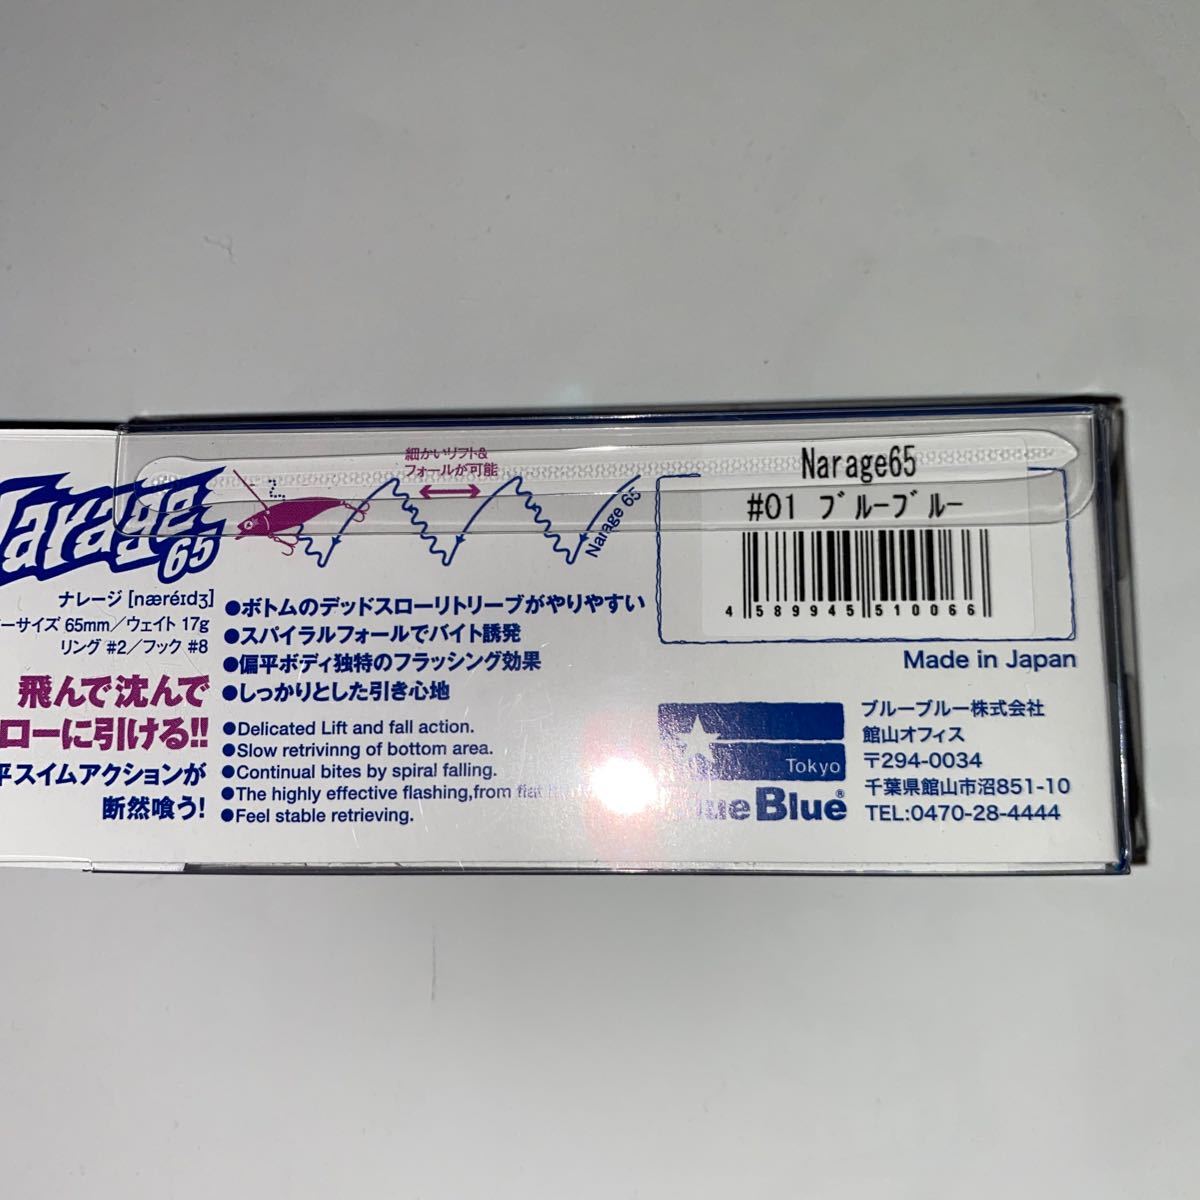 Narage
65
ナレージ [næréɪdʒ]
ーサイズ 65mm／ウェイト 17g
リング #2／フック #8
飛んで沈んで
ローに引ける!!
平スイムアクションが
断然喰う!
細かいリフト&
フォールが可能
Narage 65
●ボトムのデッドスローリトリーブがやりやすい
●スパイラルフォールでバイト誘発
●偏平ボディ独特のフラッシング効果
●しっかりとした引き心地
●Delicated Lift and fall action.
●Slow retrivinng of bottom area.
●Continual bites by spiral falling.
●The highly effective flashing,from flat
●Feel stable retrieving.
Narage65
#01 ブルーブルー
4 589945 510066
Made in Japan
Tokyo
Blue Blue®
ブルーブルー株式会社
館山オフィス
〒294-0034
千葉県館山市沼851-10
TEL:0470-28-4444